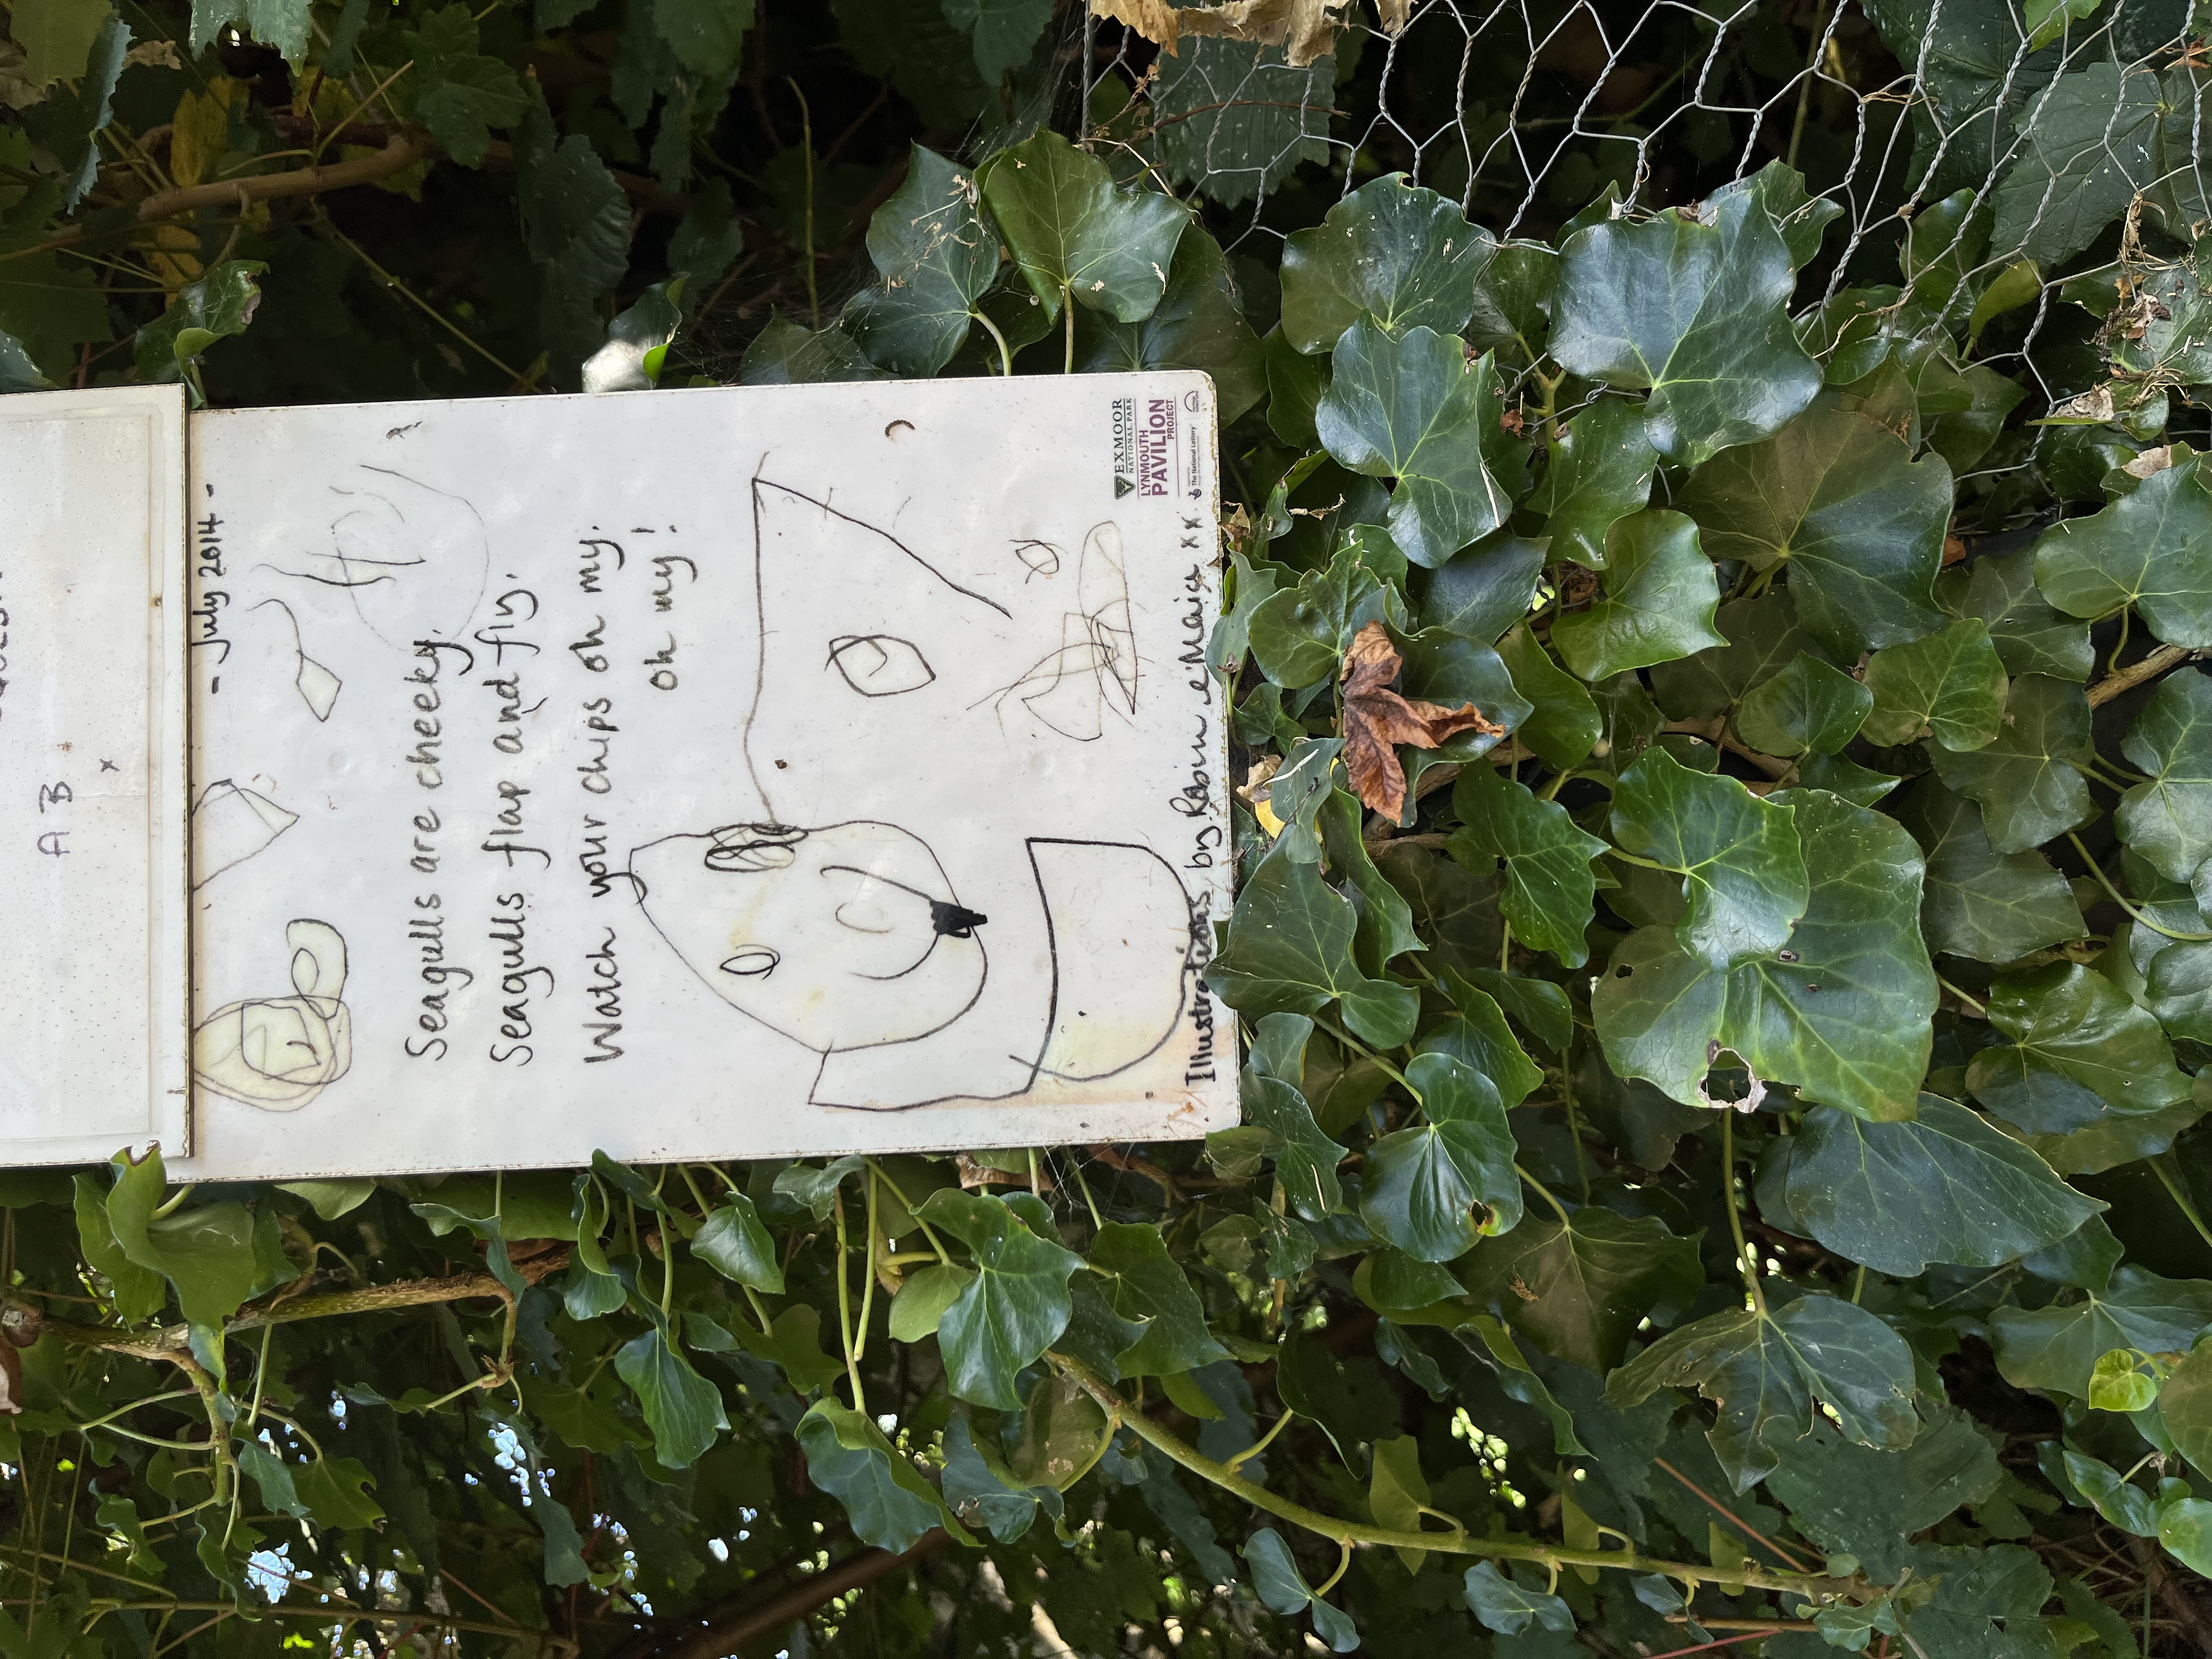 A B
x
- July 2014 -
Seagulls are cheeky.
Seagulls flap and fly.
Watch your chips oh my.
oh my!
EXMOOR
NATIONAL PARK
LYNMOUTH
PAVILION
PROJECT
The National Lottery
Illustrations by Robin & Maia xx